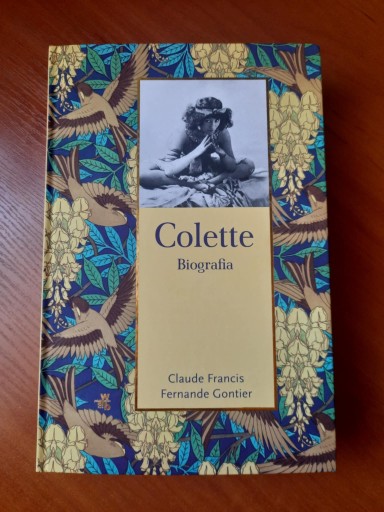 Colette
Biografia
Claude Francis
Fernande Gontier